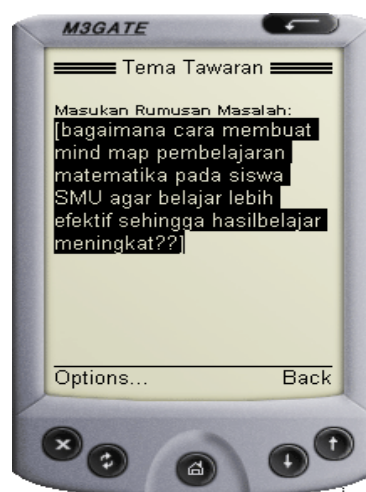 M3GATE
Tema Tawaran
Masukan Rumusan Masalah:
[bagaimana cara membuat
mind map pembelajaran
matematika pada siswa
SMU agar belajar lebih
efektif sehingga hasilbelajar
meningkat??]
Options... Back